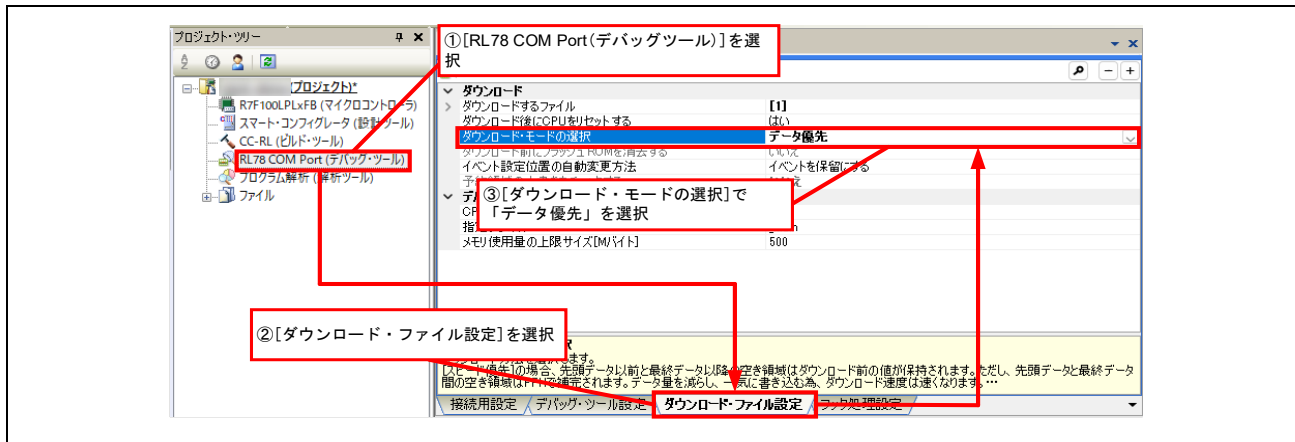 プロジェクト・ツリー
①[RL78 COM Port(デバッグツール)]を選
択
(プロジェクト)*
R7F100LPLxFB (マイクロコントローラ)
スマート・コンフィグレータ (設計ツール)
CC-RL (ビルド・ツール)
RL78 COM Port (デバッグ・ツール)
プログラム解析 (解析ツール)
ファイル
ダウンロード
ダウンロードするファイル [1]
ダウンロード後にCPUをリセットする はい
ダウンロード・モードの選択 データ優先
ダウンロード前にフラッシュROMを消去する いいえ
イベント設定位置の自動変更方法 イベントを保留にする
③[ダウンロード・モードの選択]で
「データ優先」を選択
メモリ使用量の上限サイズ[Mバイト] 500
②[ダウンロード・ファイル設定]を選択
[スピード優先]の場合、先頭データ以前と最終データ以降の空き領域はダウンロード前の値が保持されます。ただし、先頭データと最終データ
間の空き領域はFFHで補完されます。データ量を減らし、一気に書き込む為、ダウンロード速度は速くなります。…
接続用設定 デバッグ・ツール設定 ダウンロード・ファイル設定 フック処理設定